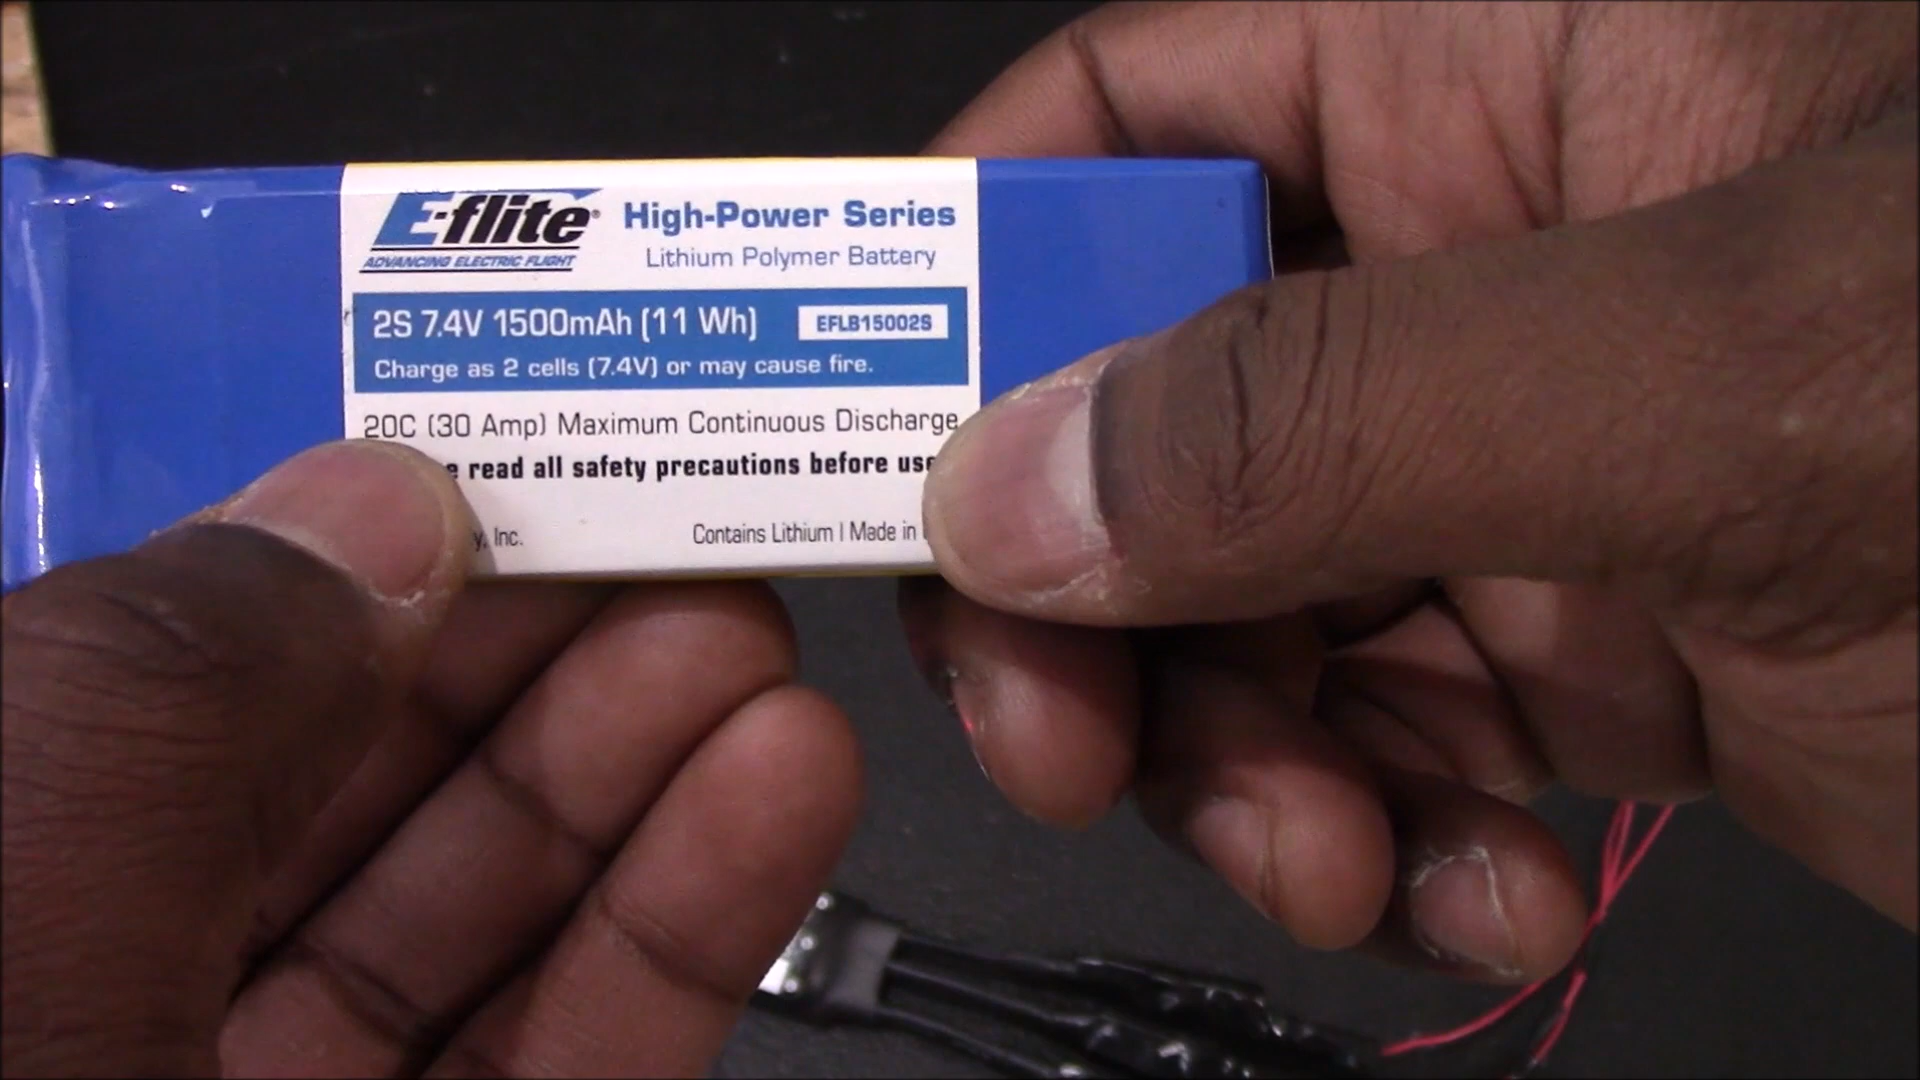 E-flite®
ADVANCING ELECTRIC FLIGHT
High-Power Series
Lithium Polymer Battery
2S 7.4V 1500mAh (11 Wh)
EFLB15002S
Charge as 2 cells (7.4V) or may cause fire.
20C (30 Amp) Maximum Continuous Discharge
read all safety precautions before
Inc.
Contains Lithium | Made in